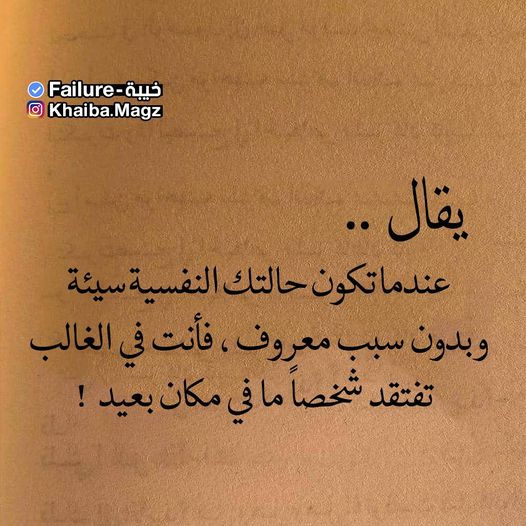 Failure-خيبة
Khaiba.Magz
يقال ..
عندما تكون حالتك النفسية سيئة
وبدون سبب معروف ، فأنت في الغالب
تفتقد شخصاً ما في مكان بعيد !